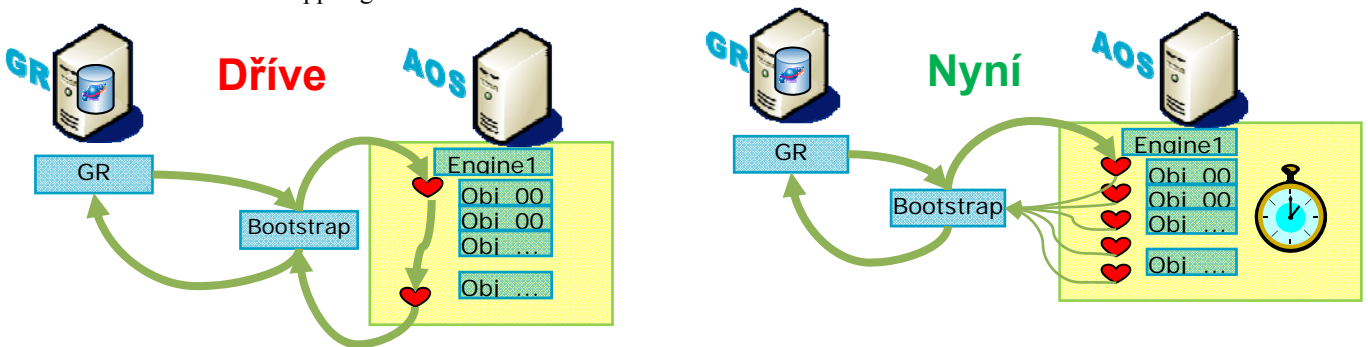 GR
Dříve
AOS
GR
Bootstrap
Engine1
Obj 00
Obj 00
Obj ...
Obj ...
GR
Nyní
AOS
GR
Bootstrap
Engine1
Obj 00
Obj 00
Obj ...
Obj ...